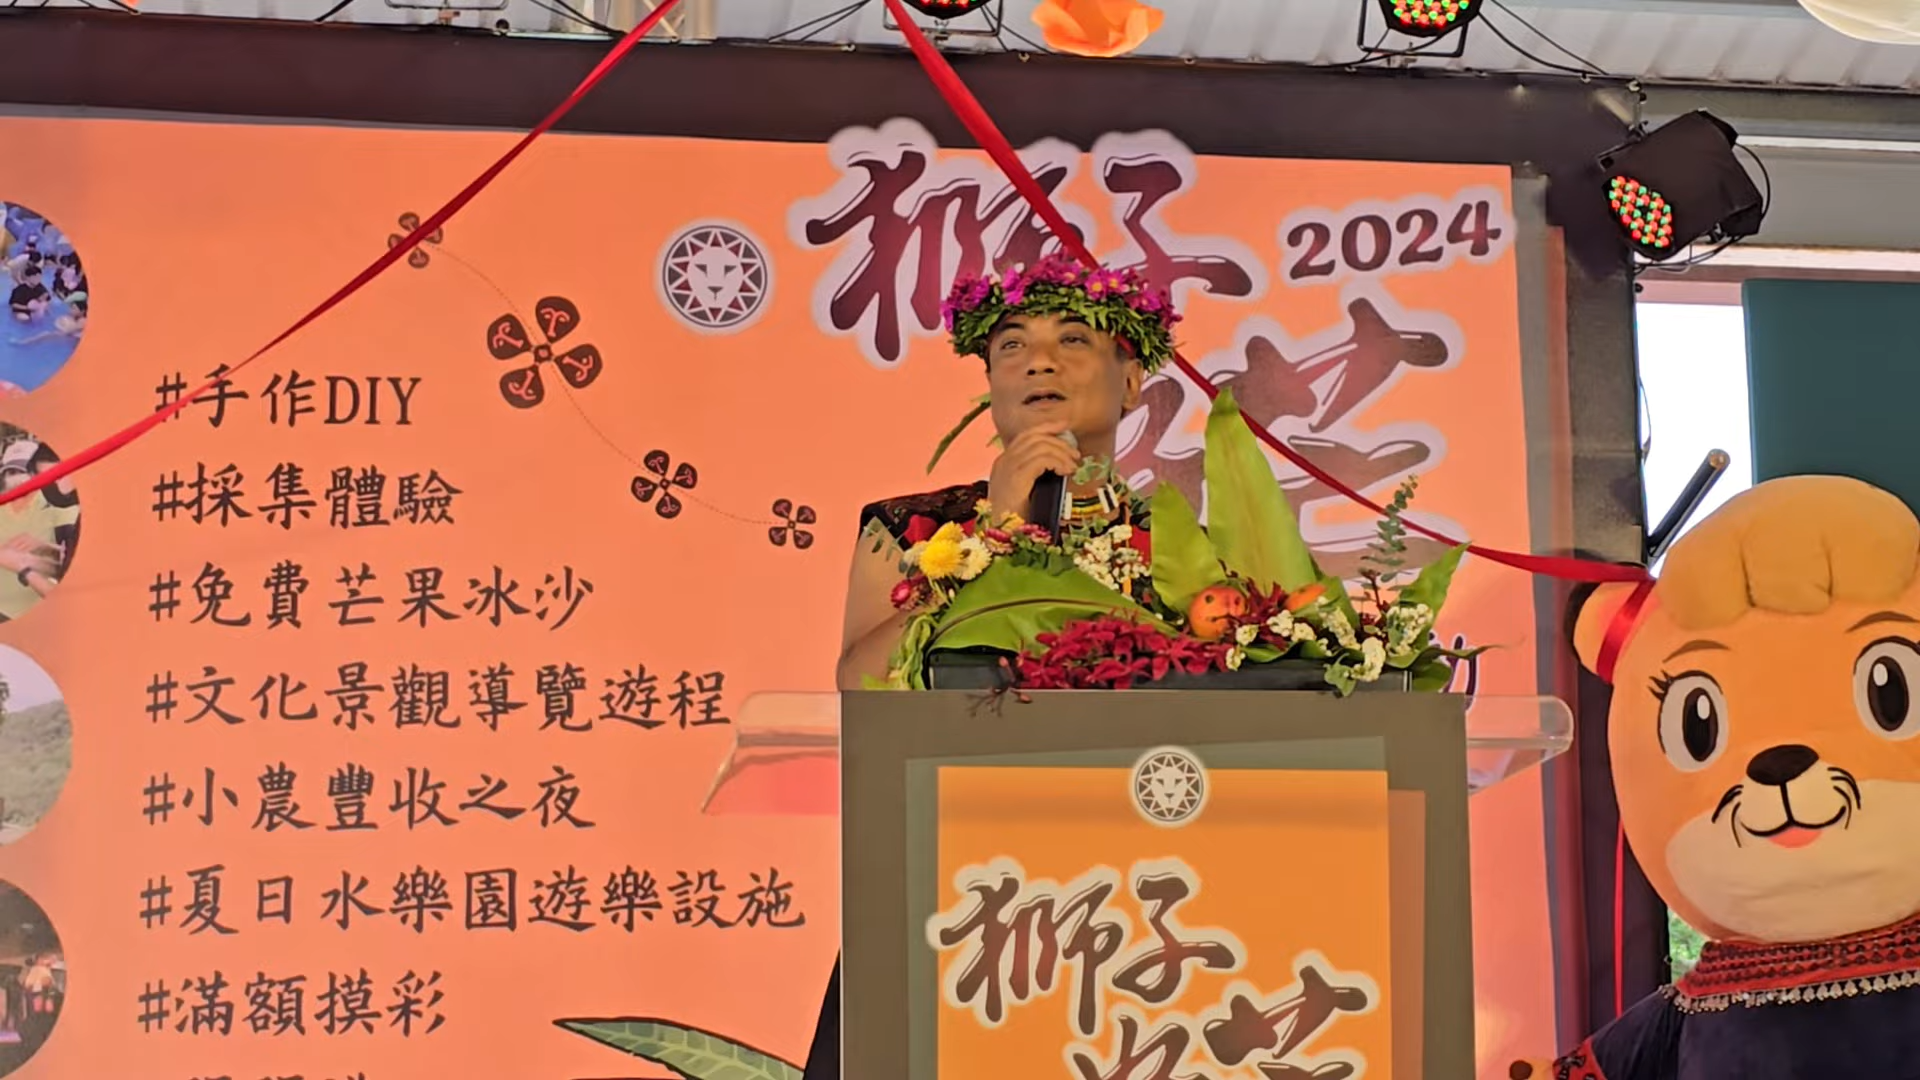 獅子
2024
芒
#手作DIY
#採集體驗
#免費芒果冰沙
#文化景觀導覽遊程
#小農豐收之夜
#夏日水樂園遊樂設施
#滿額摸彩
獅子
芒